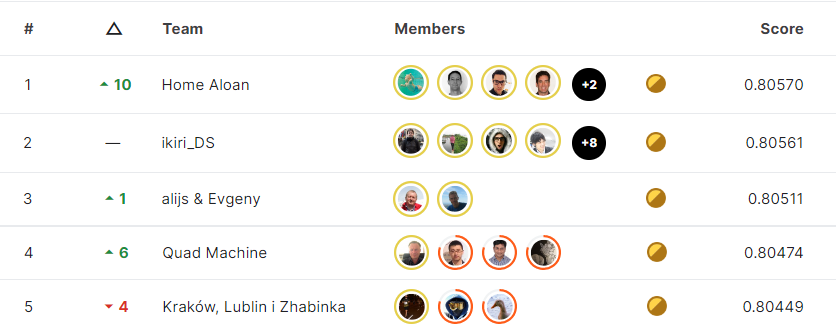 # △ Team Members Score
1 10 Home Aloan +2 0.80570
2 — ikiri_DS +8 0.80561
3 1 alijs & Evgeny 0.80511
4 6 Quad Machine 0.80474
5 4 Kraków, Lublin i Zhabinka 0.80449